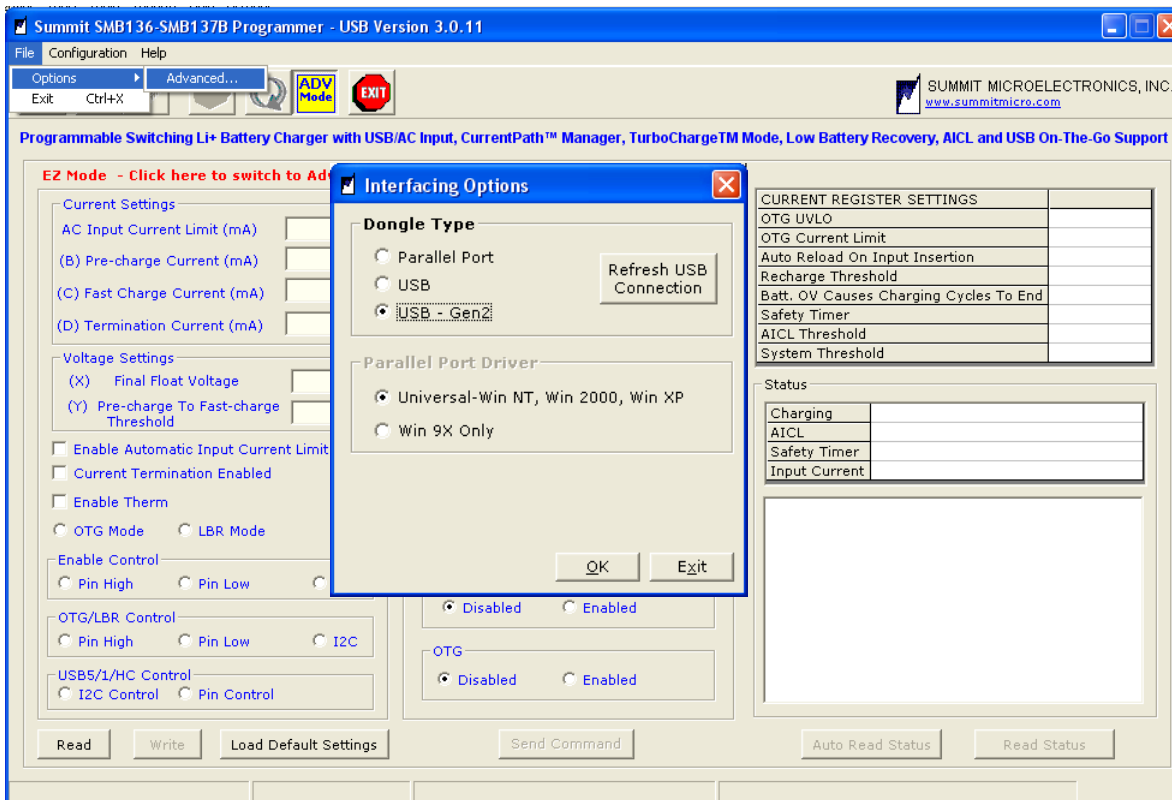 Summit SMB136-SMB137B Programmer - USB Version 3.0.11
File Configuration Help
Options Advanced...
Exit Ctrl+X
ADV Mode
EXIT
SUMMIT MICROELECTRONICS, INC.
www.summitmicro.com
Programmable Switching Li+ Battery Charger with USB/AC Input, CurrentPath™ Manager, TurboChargeTM Mode, Low Battery Recovery, AICL and USB On-The-Go Support
EZ Mode - Click here to switch to Ad
Current Settings
AC Input Current Limit (mA)
(B) Pre-charge Current (mA)
(C) Fast Charge Current (mA)
(D) Termination Current (mA)
Voltage Settings
(X) Final Float Voltage
(Y) Pre-charge To Fast-charge
Threshold
Enable Automatic Input Current Limit
Current Termination Enabled
Enable Therm
OTG Mode LBR Mode
Enable Control
Pin High Pin Low
OTG/LBR Control
Pin High Pin Low I2C
USB5/1/HC Control
I2C Control Pin Control
Interfacing Options
Dongle Type
Parallel Port
USB
USB - Gen2
Refresh USB
Connection
Parallel Port Driver
Universal-Win NT, Win 2000, Win XP
Win 9X Only
OK Exit
Disabled Enabled
OTG
Disabled Enabled
CURRENT REGISTER SETTINGS
OTG UVLO
OTG Current Limit
Auto Reload On Input Insertion
Recharge Threshold
Batt. OV Causes Charging Cycles To End
Safety Timer
AICL Threshold
System Threshold
Status
Charging
AICL
Safety Timer
Input Current
Read Write Load Default Settings Send Command Auto Read Status Read Status